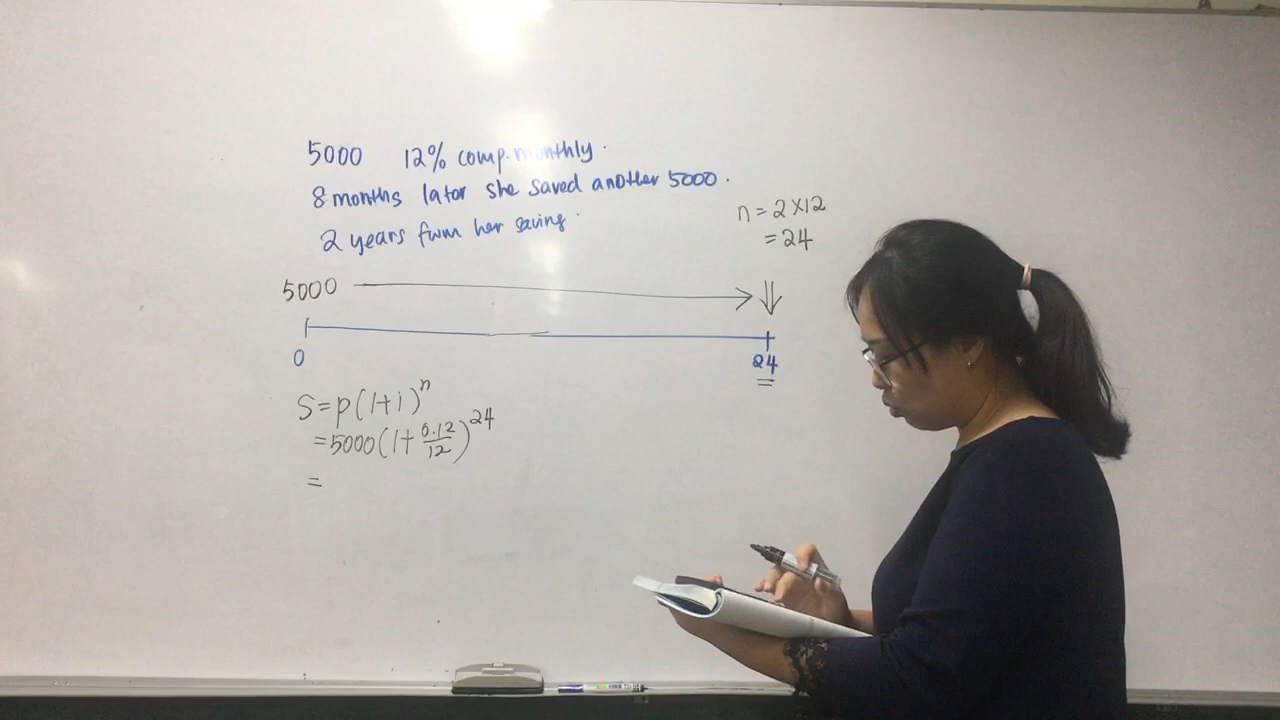 5000 12% comp. monthly.
8 months later she saved another 5000.
2 years from her saving.
n = 2 x 12
= 24
5000
0
24
S = p(1+i)^n
= 5000(1+ 0.12/12)^24
=